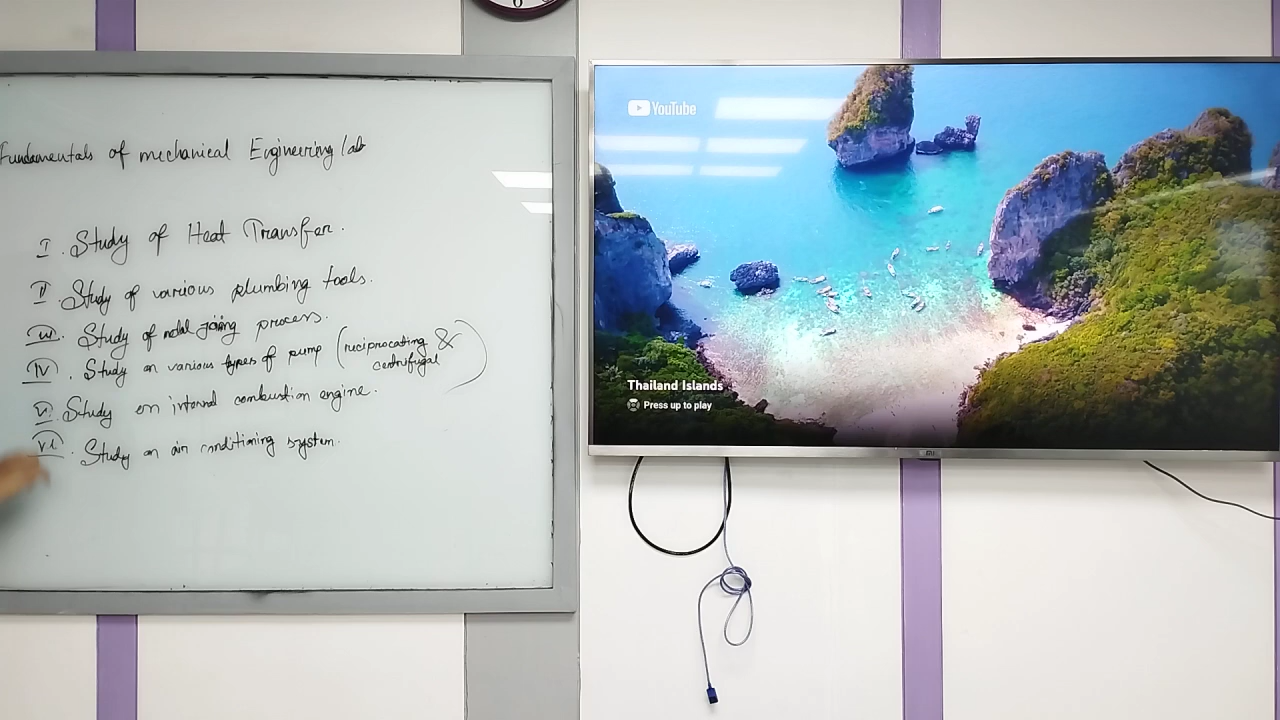 Fundamentals of mechanical Engineering lab
I. Study of Heat Transfer.
II Study of various plumbing tools.
III. Study of metal joining process.
IV. Study on various types of pump (reciprocating &
centrifugal)
V. Study on internal combustion engine.
VI. Study on air conditioning system.
YouTube
Thailand Islands
Press up to play
mi
6